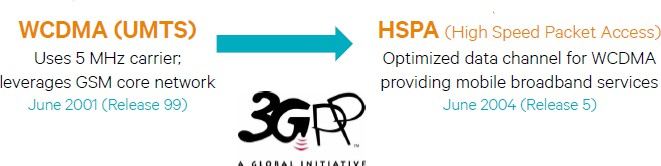 WCDMA (UMTS)
Uses 5 MHz carrier;
leverages GSM core network
June 2001 (Release 99)
HSPA (High Speed Packet Access)
Optimized data channel for WCDMA
providing mobile broadband services
June 2004 (Release 5)
3GPP
TM
A GLOBAL INITIATIVE